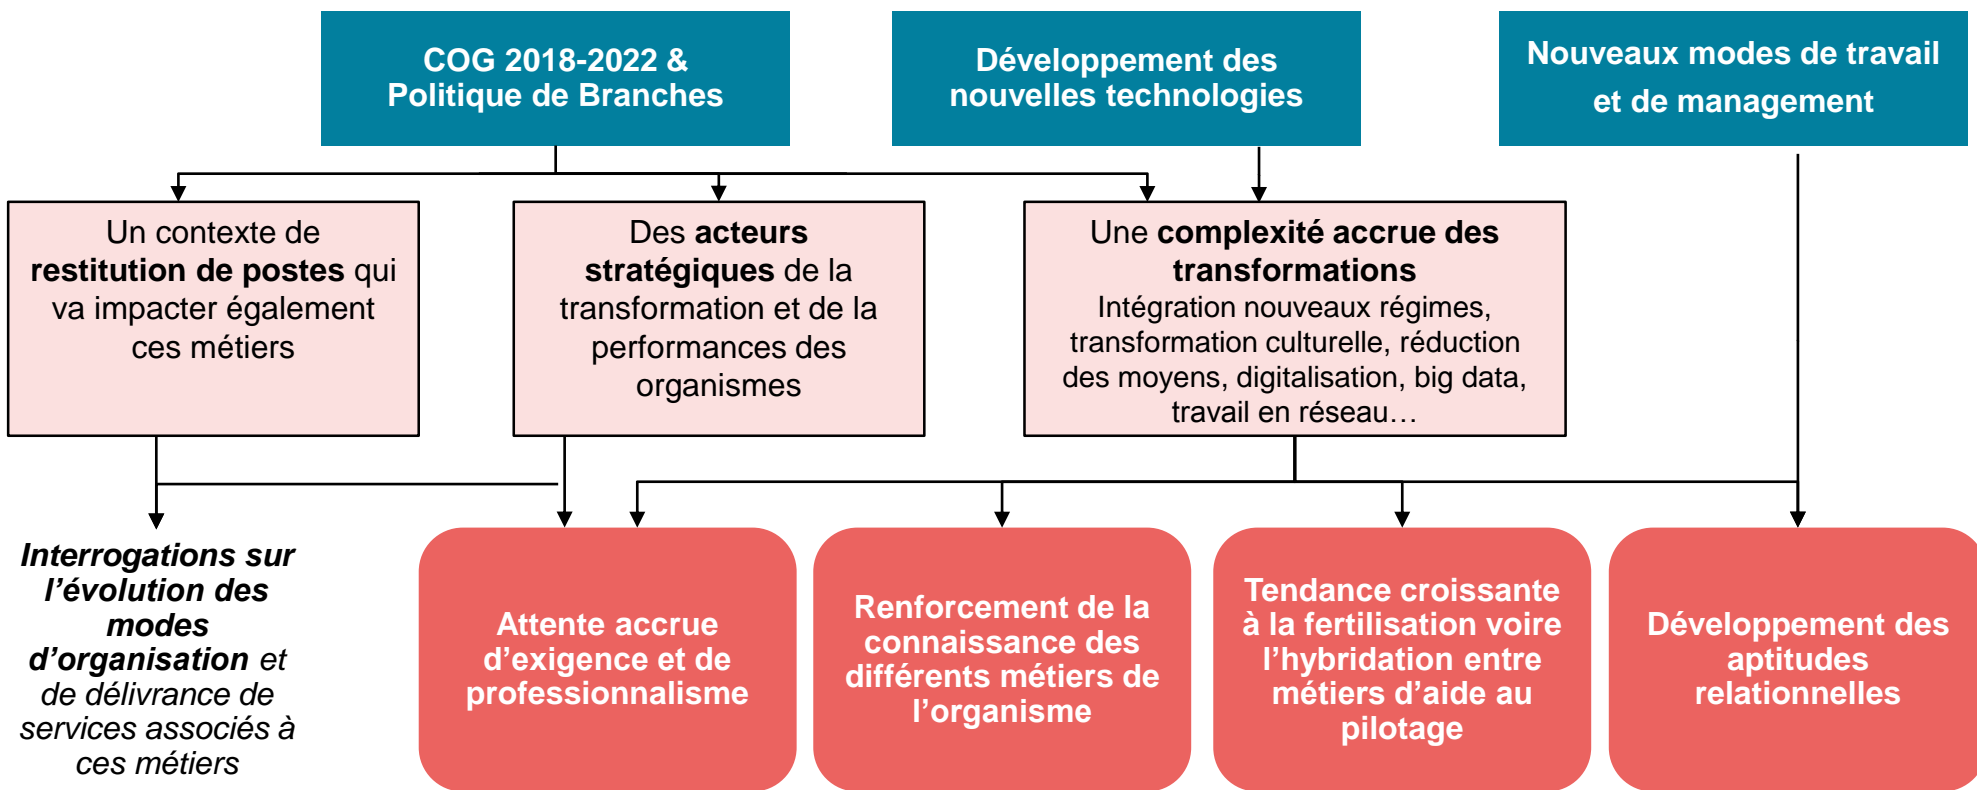 COG 2018-2022 &
Politique de Branches
Développement des
nouvelles technologies
Nouveaux modes de travail
et de management
Un contexte de
restitution de postes qui
va impacter également
ces métiers
Des acteurs
stratégiques de la
transformation et de la
performances des
organismes
Une complexité accrue des
transformations
Intégration nouveaux régimes,
transformation culturelle, réduction
des moyens, digitalisation, big data,
travail en réseau…
Interrogations sur
l’évolution des
modes
d’organisation et
de délivrance de
services associés à
ces métiers
Attente accrue
d’exigence et de
professionnalisme
Renforcement de la
connaissance des
différents métiers de
l’organisme
Tendance croissante
à la fertilisation voire
l’hybridation entre
métiers d’aide au
pilotage
Développement des
aptitudes
relationnelles